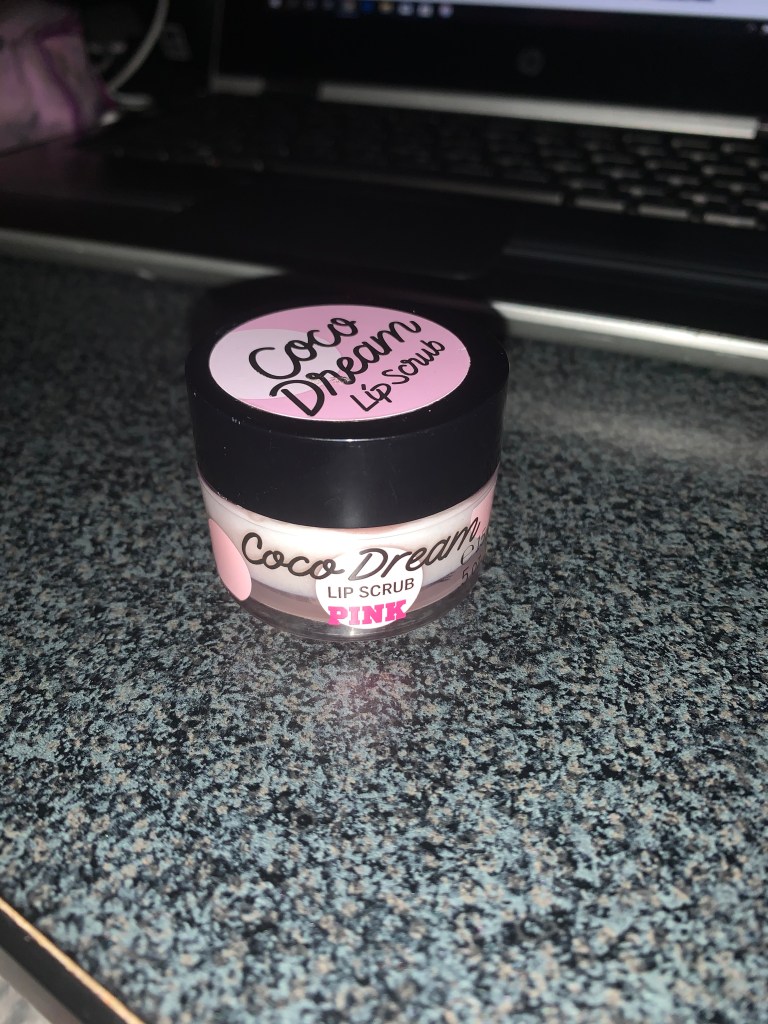 Coco
Dream
Lip Scrub
Coco Dream
LIP SCRUB
PINK